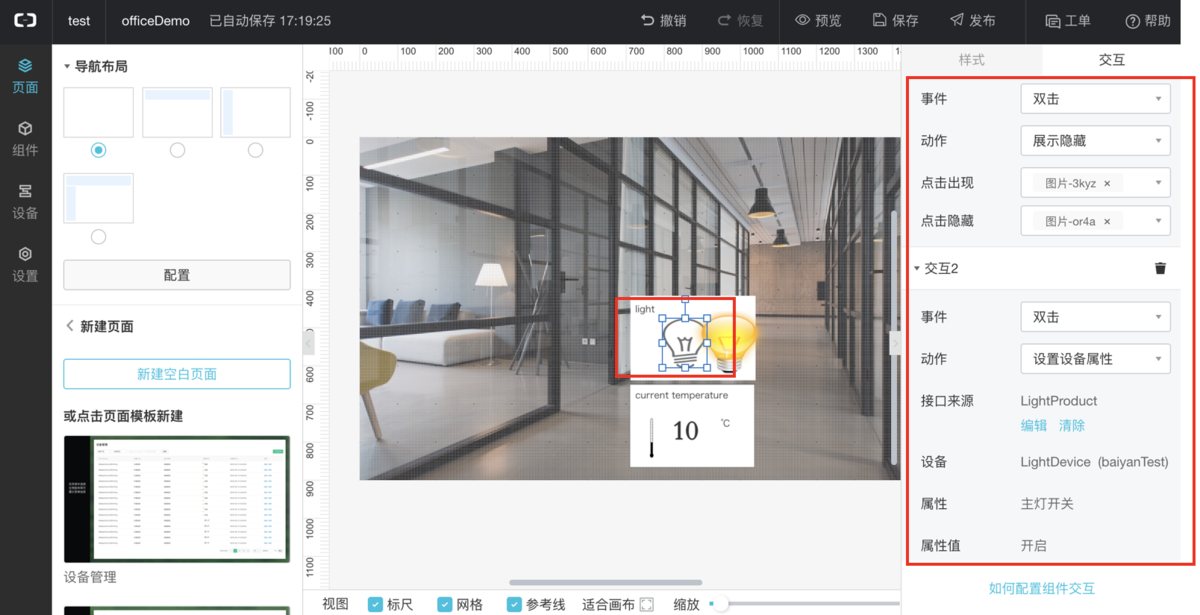 test officeDemo 已自动保存 17:19:25 撤销 恢复 预览 保存 发布 工单 帮助
页面
组件
设备
设置
导航布局
配置
新建页面
新建空白页面
或点击页面模板新建
设备管理
100 0 100 200 300 400 500 600 700 800 900 1000 1100 1200 1300
-100
0
100
200
300
400
600
700
800
900
1000
1100
light
current temperature
10 ℃
视图 标尺 网格 参考线 适合画布 缩放
样式 交互
事件 双击
动作 展示隐藏
点击出现 图片-3kyz ×
点击隐藏 图片-or4a ×
交互2
事件 双击
动作 设置设备属性
接口来源 LightProduct
编辑 清除
设备 LightDevice (baiyanTest)
属性 主灯开关
属性值 开启
如何配置组件交互